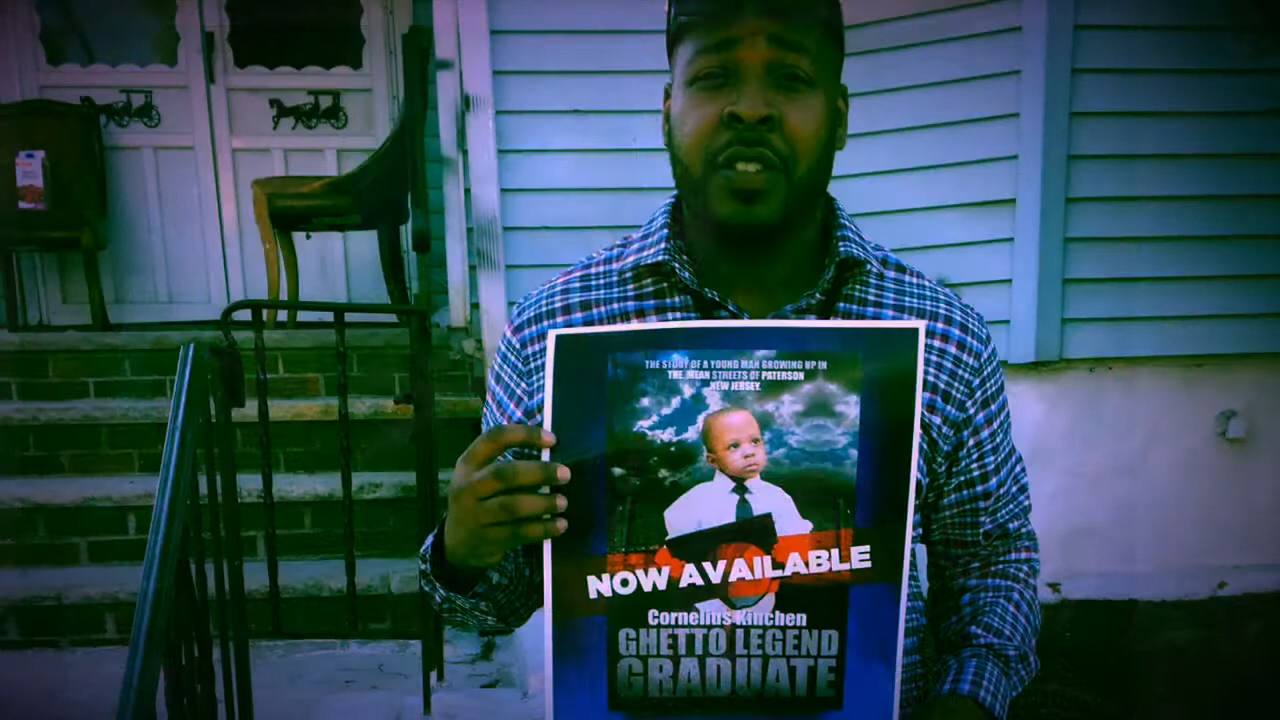 THE STORY OF A YOUNG MAN GROWING UP IN
THE MEAN STREETS OF PATERSON
NEW JERSEY.
NOW AVAILABLE
Cornelius Kinchen
GHETTO LEGEND
GRADUATE